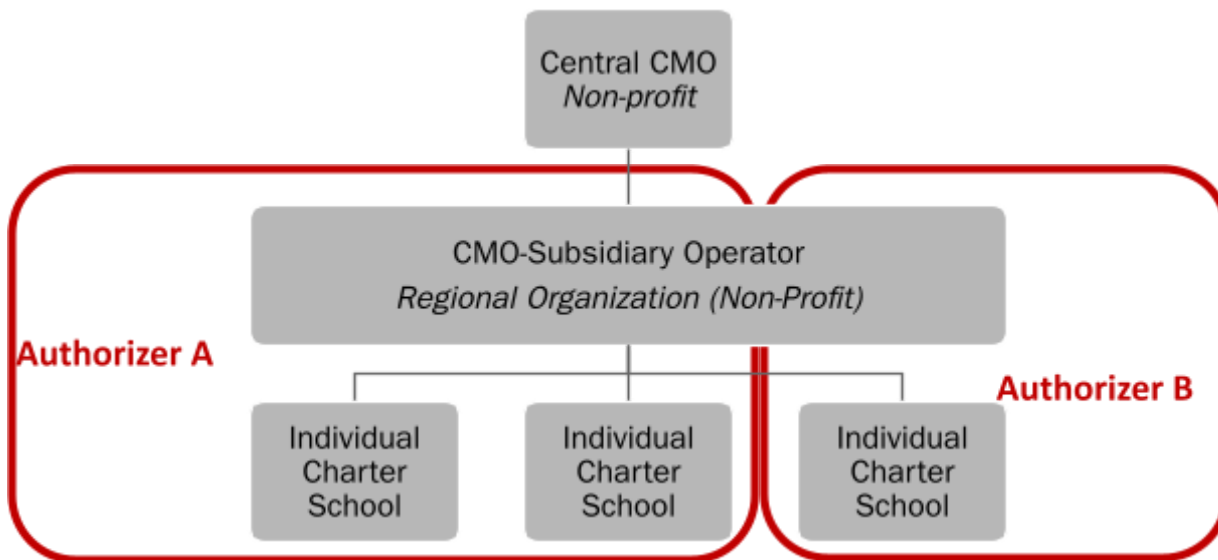 Central CMO
Non-profit
CMO-Subsidiary Operator
Regional Organization (Non-Profit)
Authorizer A
Authorizer B
Individual
Charter
School
Individual
Charter
School
Individual
Charter
School